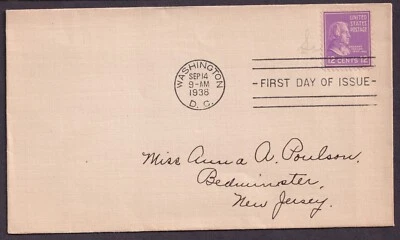 UNITED STATES POSTAGE
12 CENTS 12
WASHINGTON
SEP 14
9-AM
1938
D. C.
FIRST DAY OF ISSUE
Miss Anna A. Poulson,
Bedminster,
New Jersey.